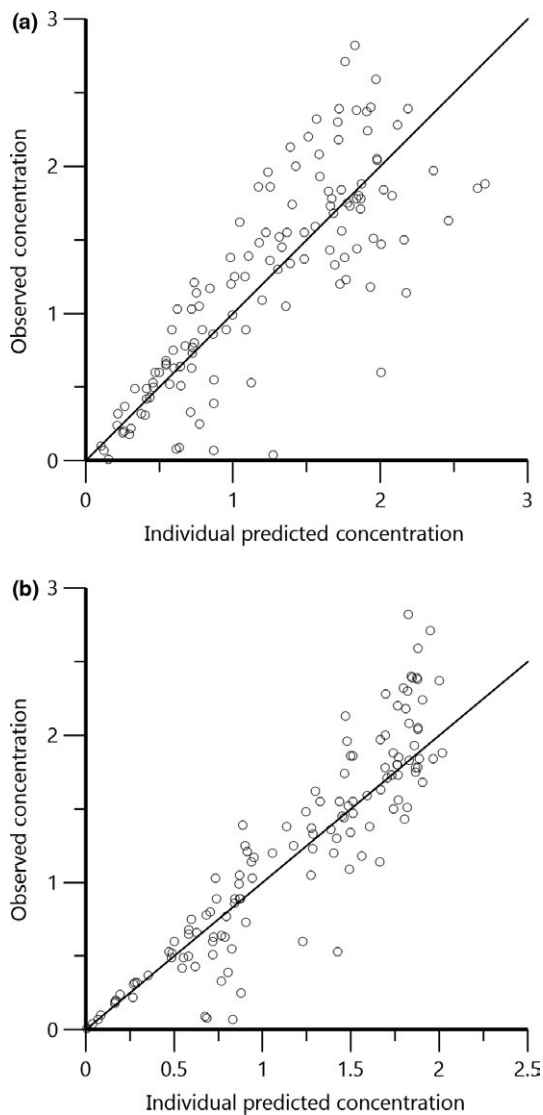 (a)
3
2
1
0
Observed concentration
0 1 2 3
Individual predicted concentration
(b)
3
2
1
0
Observed concentration
0 0.5 1 1.5 2 2.5
Individual predicted concentration